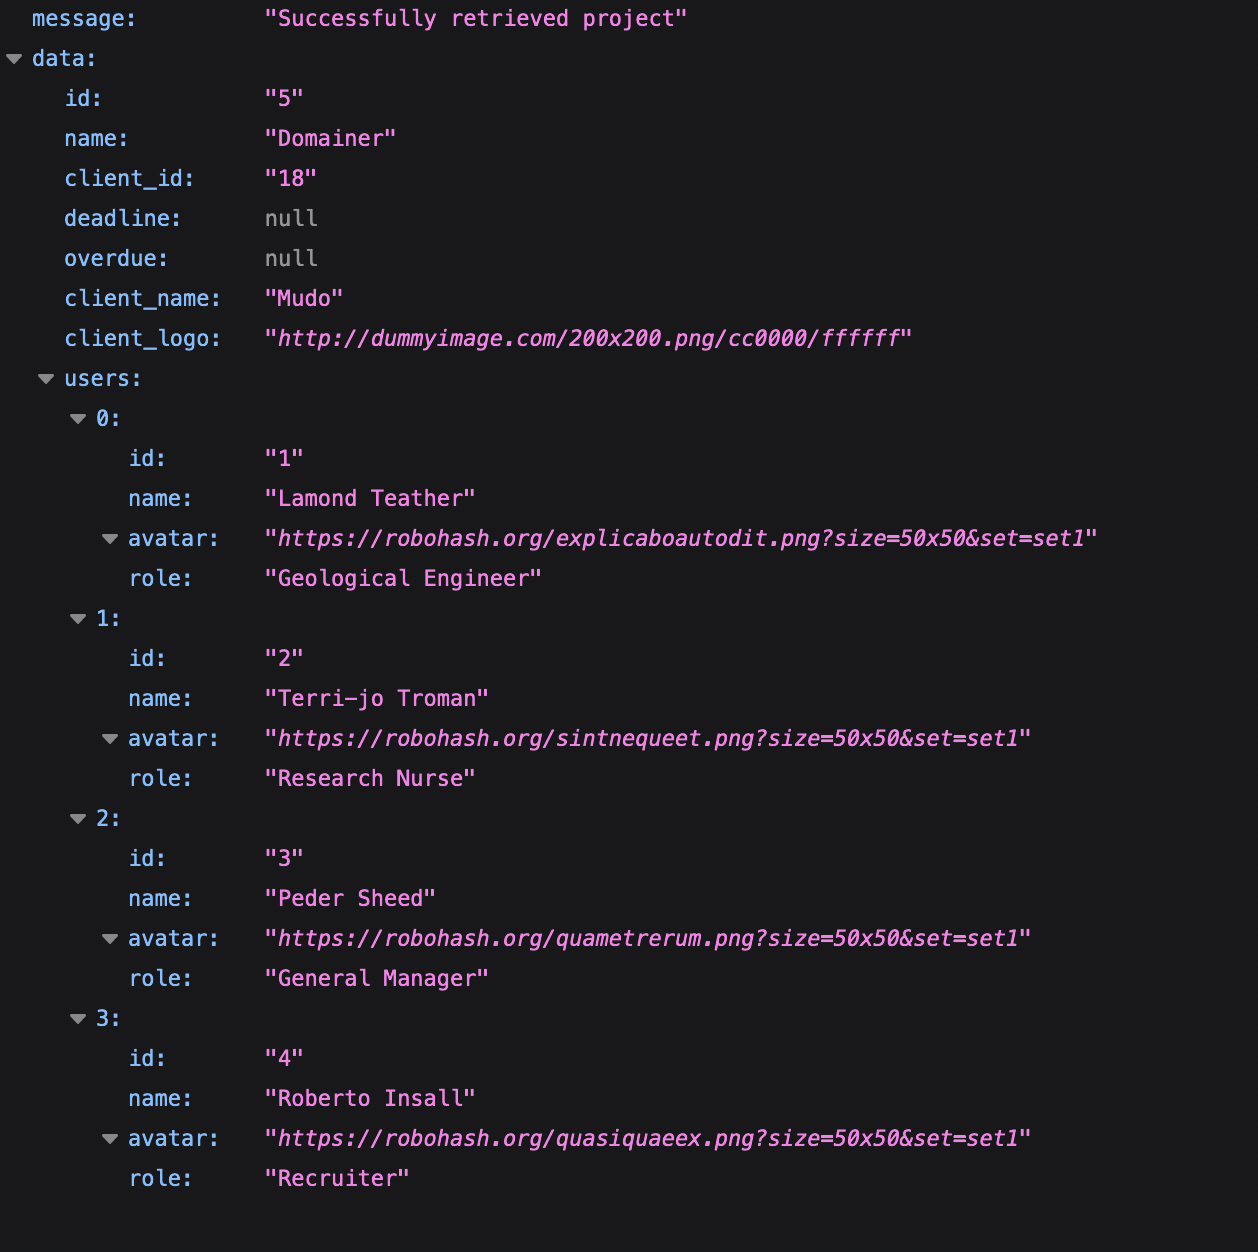 message: "Successfully retrieved project"
data:
id: "5"
name: "Domainer"
client_id: "18"
deadline: null
overdue: null
client_name: "Mudo"
client_logo: "http://dummyimage.com/200x200.png/cc0000/ffffff"
users:
0:
id: "1"
name: "Lamond Teather"
avatar: "https://robohash.org/explicaboautodit.png?size=50x50&set=set1"
role: "Geological Engineer"
1:
id: "2"
name: "Terri-jo Troman"
avatar: "https://robohash.org/sintnequeet.png?size=50x50&set=set1"
role: "Research Nurse"
2:
id: "3"
name: "Peder Sheed"
avatar: "https://robohash.org/quametrerum.png?size=50x50&set=set1"
role: "General Manager"
3:
id: "4"
name: "Roberto Insall"
avatar: "https://robohash.org/quasiquaeex.png?size=50x50&set=set1"
role: "Recruiter"